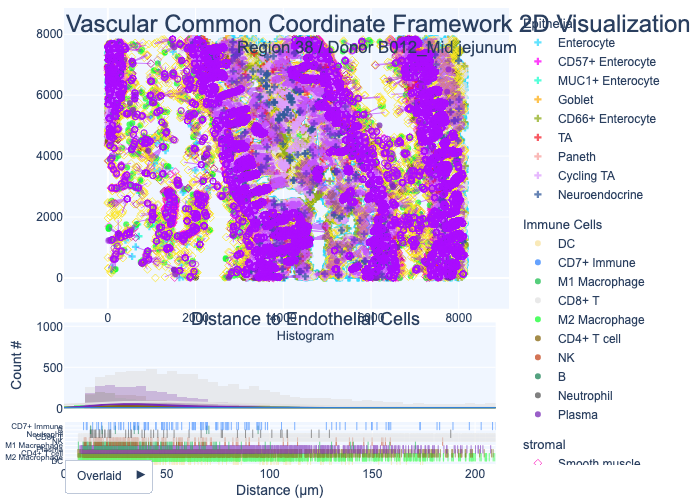 Vascular Common Coordinate Framework 2D Visualization
Region 38 / Donor B012, Mid jejunum
8000
6000
4000
2000
0
0
2000
4000
6000
8000
Epithelial
Enterocyte
CD57+ Enterocyte
MUC1+ Enterocyte
Goblet
CD66+ Enterocyte
TA
Paneth
Cycling TA
Neuroendocrine
Immune Cells
DC
CD7+ Immune
M1 Macrophage
CD8+ T
M2 Macrophage
CD4+ T cell
NK
B
Neutrophil
Plasma
stromal
Smooth muscle
Distance to Endothelial Cells
Histogram
Count #
1000
500
0
CD7+ Immune
Neutrophil
NK
M1 Macrophage
CD4+ T cell
M2 Macrophage
DC
50
100
150
200
Distance (μm)
Overlaid ▶